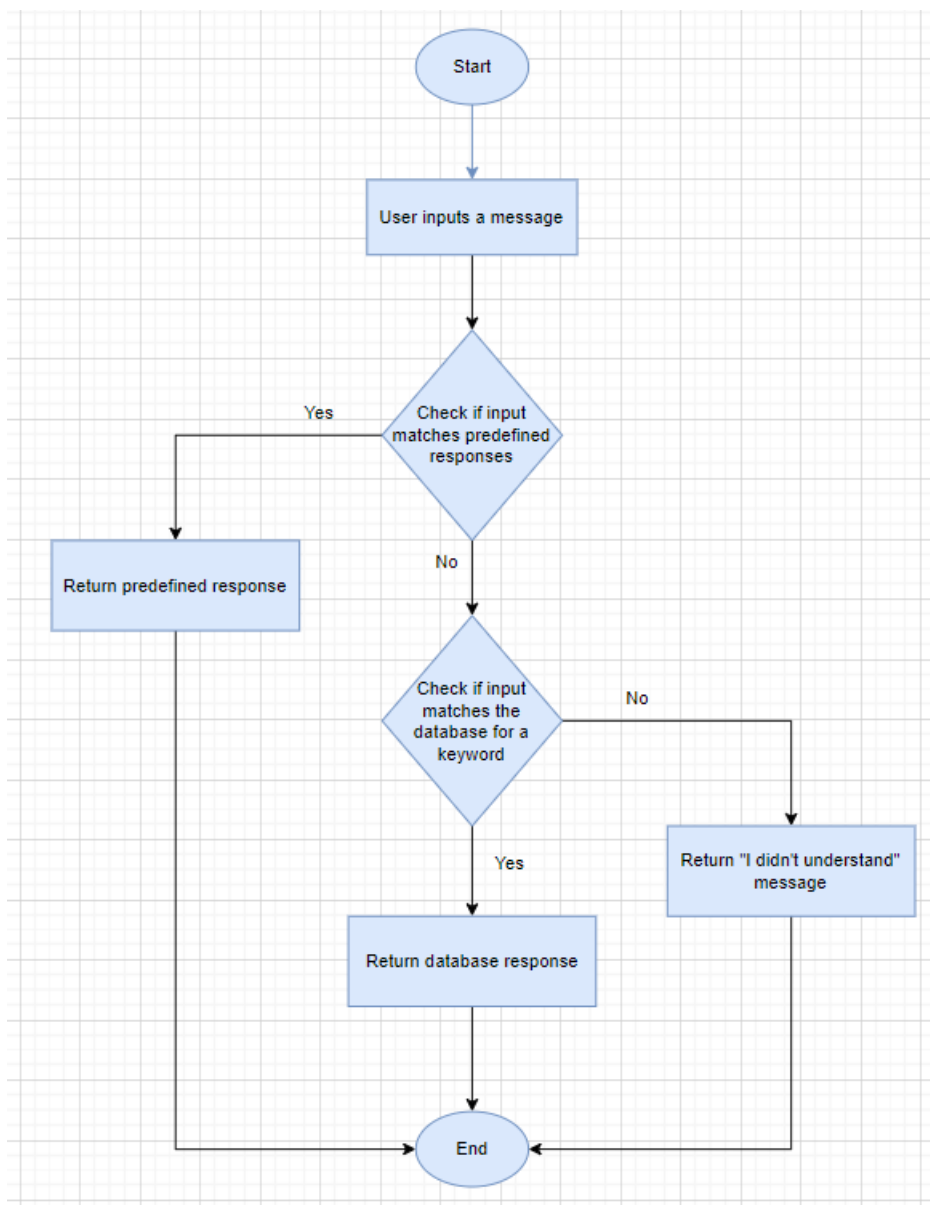 Start
User inputs a message
Yes
Check if input
matches predefined
responses
Return predefined response
No
Check if input
matches the
database for a
keyword
No
Return "I didn't understand"
message
Yes
Return database response
End